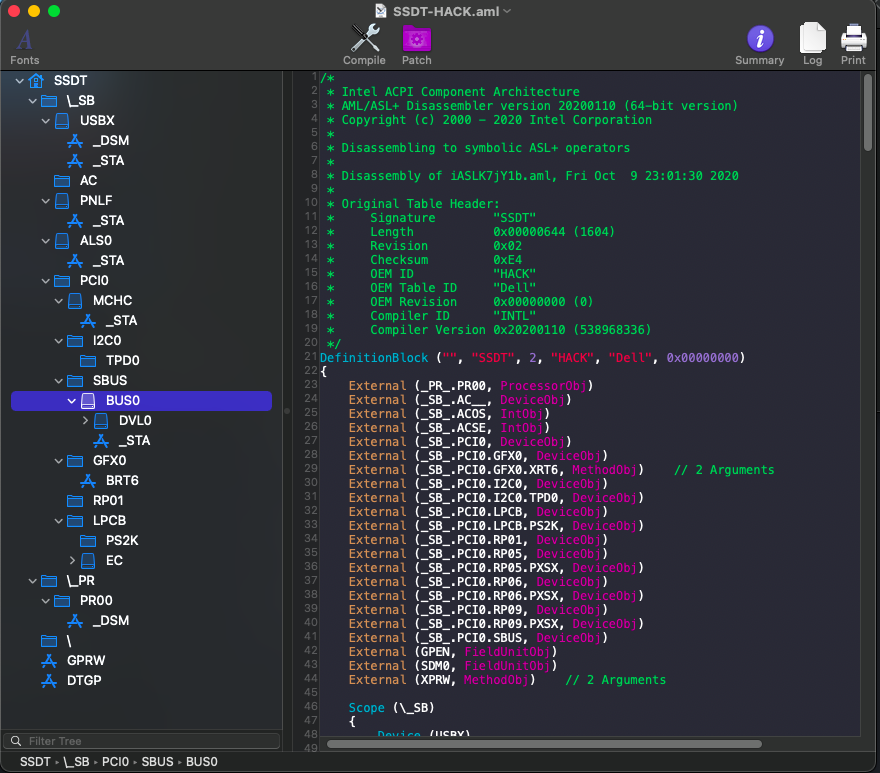 SSDT-HACK.aml
Fonts
Compile
Patch
Summary
Log
Print
SSDT
\_SB
USBX
_DSM
_STA
AC
PNLF
_STA
ALS0
_STA
PCI0
MCHC
_STA
I2C0
TPD0
SBUS
BUS0
DVL0
_STA
GFX0
BRT6
RP01
LPCB
PS2K
EC
\_PR
PR00
_DSM
\
GPRW
DTGP
Filter Tree
1 /*
2  * Intel ACPI Component Architecture
3  * AML/ASL+ Disassembler version 20200110 (64-bit version)
4  * Copyright (c) 2000 - 2020 Intel Corporation
5  *
6  * Disassembling to symbolic ASL+ operators
7  *
8  * Disassembly of iASLK7jY1b.aml, Fri Oct  9 23:01:30 2020
9  *
10  * Original Table Header:
11  *     Signature        "SSDT"
12  *     Length           0x00000644 (1604)
13  *     Revision         0x02
14  *     Checksum         0xE4
15  *     OEM ID           "HACK"
16  *     OEM Table ID     "Dell"
17  *     OEM Revision     0x00000000 (0)
18  *     Compiler ID      "INTL"
19  *     Compiler Version 0x20200110 (538968336)
20  */
21 DefinitionBlock ("", "SSDT", 2, "HACK", "Dell", 0x00000000)
22 {
23     External (_PR_.PR00, ProcessorObj)
24     External (_SB_.AC__, DeviceObj)
25     External (_SB_.ACOS, IntObj)
26     External (_SB_.ACSE, IntObj)
27     External (_SB_.PCI0, DeviceObj)
28     External (_SB_.PCI0.GFX0, DeviceObj)
29     External (_SB_.PCI0.GFX0.XRT6, MethodObj)    // 2 Arguments
30     External (_SB_.PCI0.I2C0, DeviceObj)
31     External (_SB_.PCI0.I2C0.TPD0, DeviceObj)
32     External (_SB_.PCI0.LPCB, DeviceObj)
33     External (_SB_.PCI0.LPCB.PS2K, DeviceObj)
34     External (_SB_.PCI0.RP01, DeviceObj)
35     External (_SB_.PCI0.RP05, DeviceObj)
36     External (_SB_.PCI0.RP05.PXSX, DeviceObj)
37     External (_SB_.PCI0.RP06, DeviceObj)
38     External (_SB_.PCI0.RP06.PXSX, DeviceObj)
39     External (_SB_.PCI0.RP09, DeviceObj)
40     External (_SB_.PCI0.RP09.PXSX, DeviceObj)
41     External (_SB_.PCI0.SBUS, DeviceObj)
42     External (GPEN, FieldUnitObj)
43     External (SDM0, FieldUnitObj)
44     External (XPRW, MethodObj)    // 2 Arguments
45
46     Scope (\_SB)
47     {
48         Device (USBX)
49
SSDT › \_SB › PCI0 › SBUS › BUS0